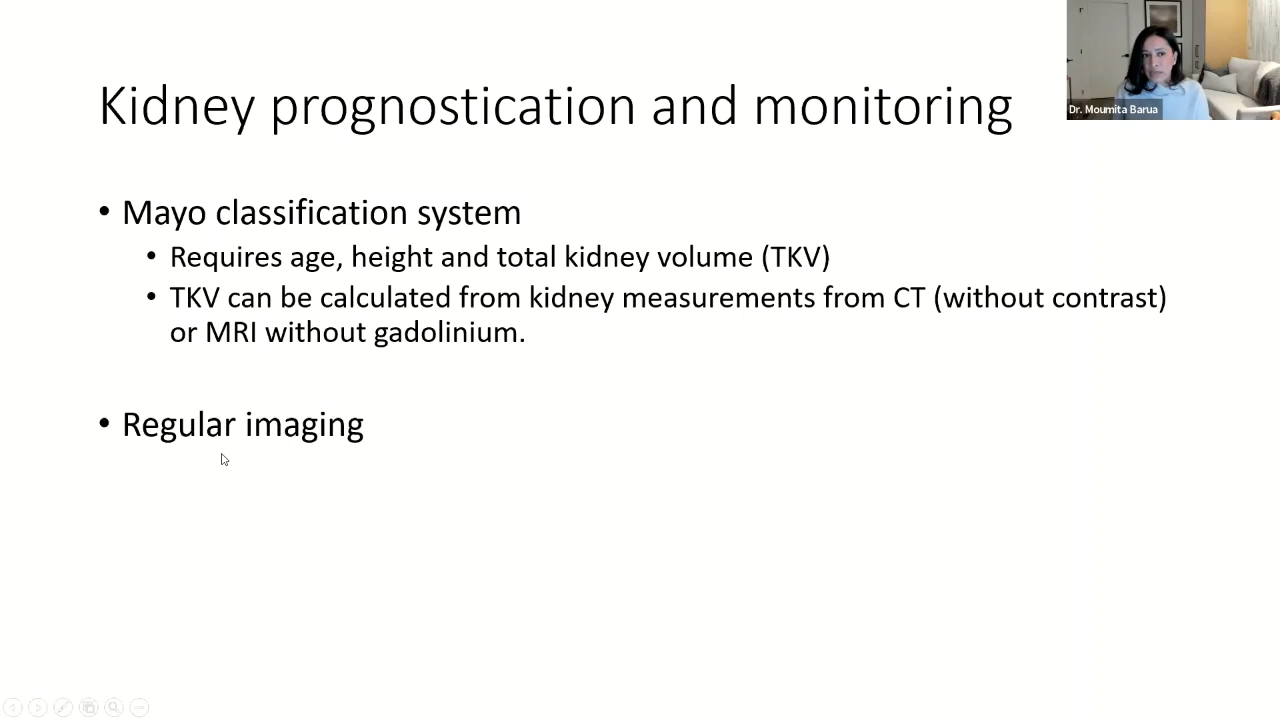 Kidney prognostication and monitoring
Dr. Moumita Barua
• Mayo classification system
• Requires age, height and total kidney volume (TKV)
• TKV can be calculated from kidney measurements from CT (without contrast)
or MRI without gadolinium.
• Regular imaging